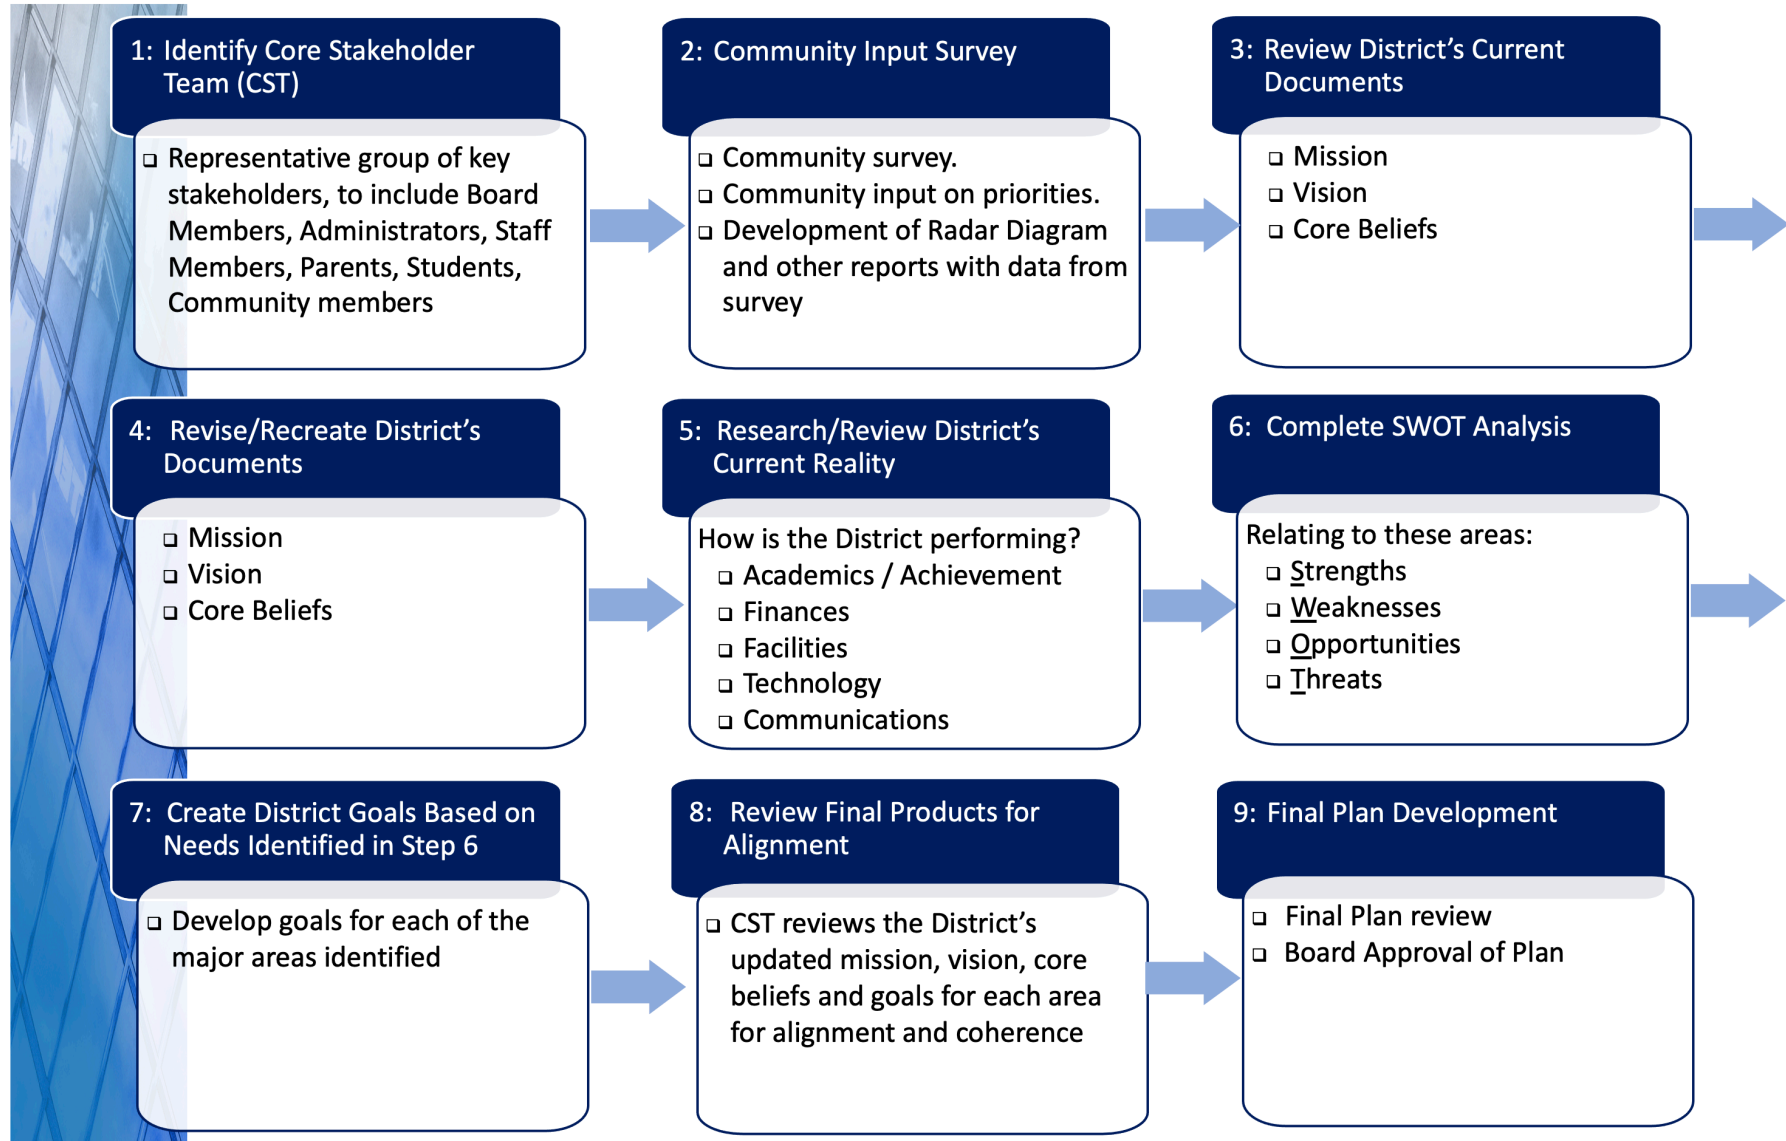 1: Identify Core Stakeholder
Team (CST)
Representative group of key
stakeholders, to include Board
Members, Administrators, Staff
Members, Parents, Students,
Community members
2: Community Input Survey
Community survey.
Community input on priorities.
Development of Radar Diagram
and other reports with data from
survey
3: Review District’s Current
Documents
Mission
Vision
Core Beliefs
4: Revise/Recreate District’s
Documents
Mission
Vision
Core Beliefs
5: Research/Review District’s
Current Reality
How is the District performing?
Academics / Achievement
Finances
Facilities
Technology
Communications
6: Complete SWOT Analysis
Relating to these areas:
Strengths
Weaknesses
Opportunities
Threats
7: Create District Goals Based on
Needs Identified in Step 6
Develop goals for each of the
major areas identified
8: Review Final Products for
Alignment
CST reviews the District’s
updated mission, vision, core
beliefs and goals for each area
for alignment and coherence
9: Final Plan Development
Final Plan review
Board Approval of Plan